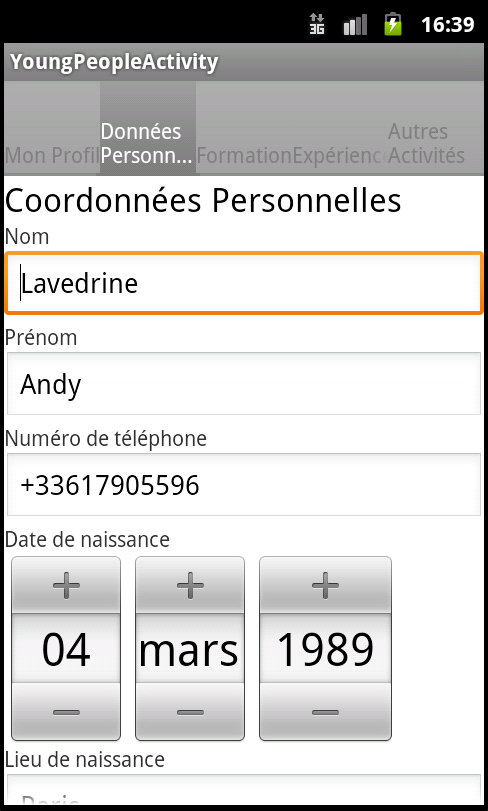 3G 16:39
YoungPeopleActivity
Mon Profil
Données
Personn...
Formation
Expérienc
Autres
Activités
Coordonnées Personnelles
Nom
Lavedrine
Prénom
Andy
Numéro de téléphone
+33617905596
Date de naissance
+ + +
04 mars 1989
− − −
Lieu de naissance
Paris